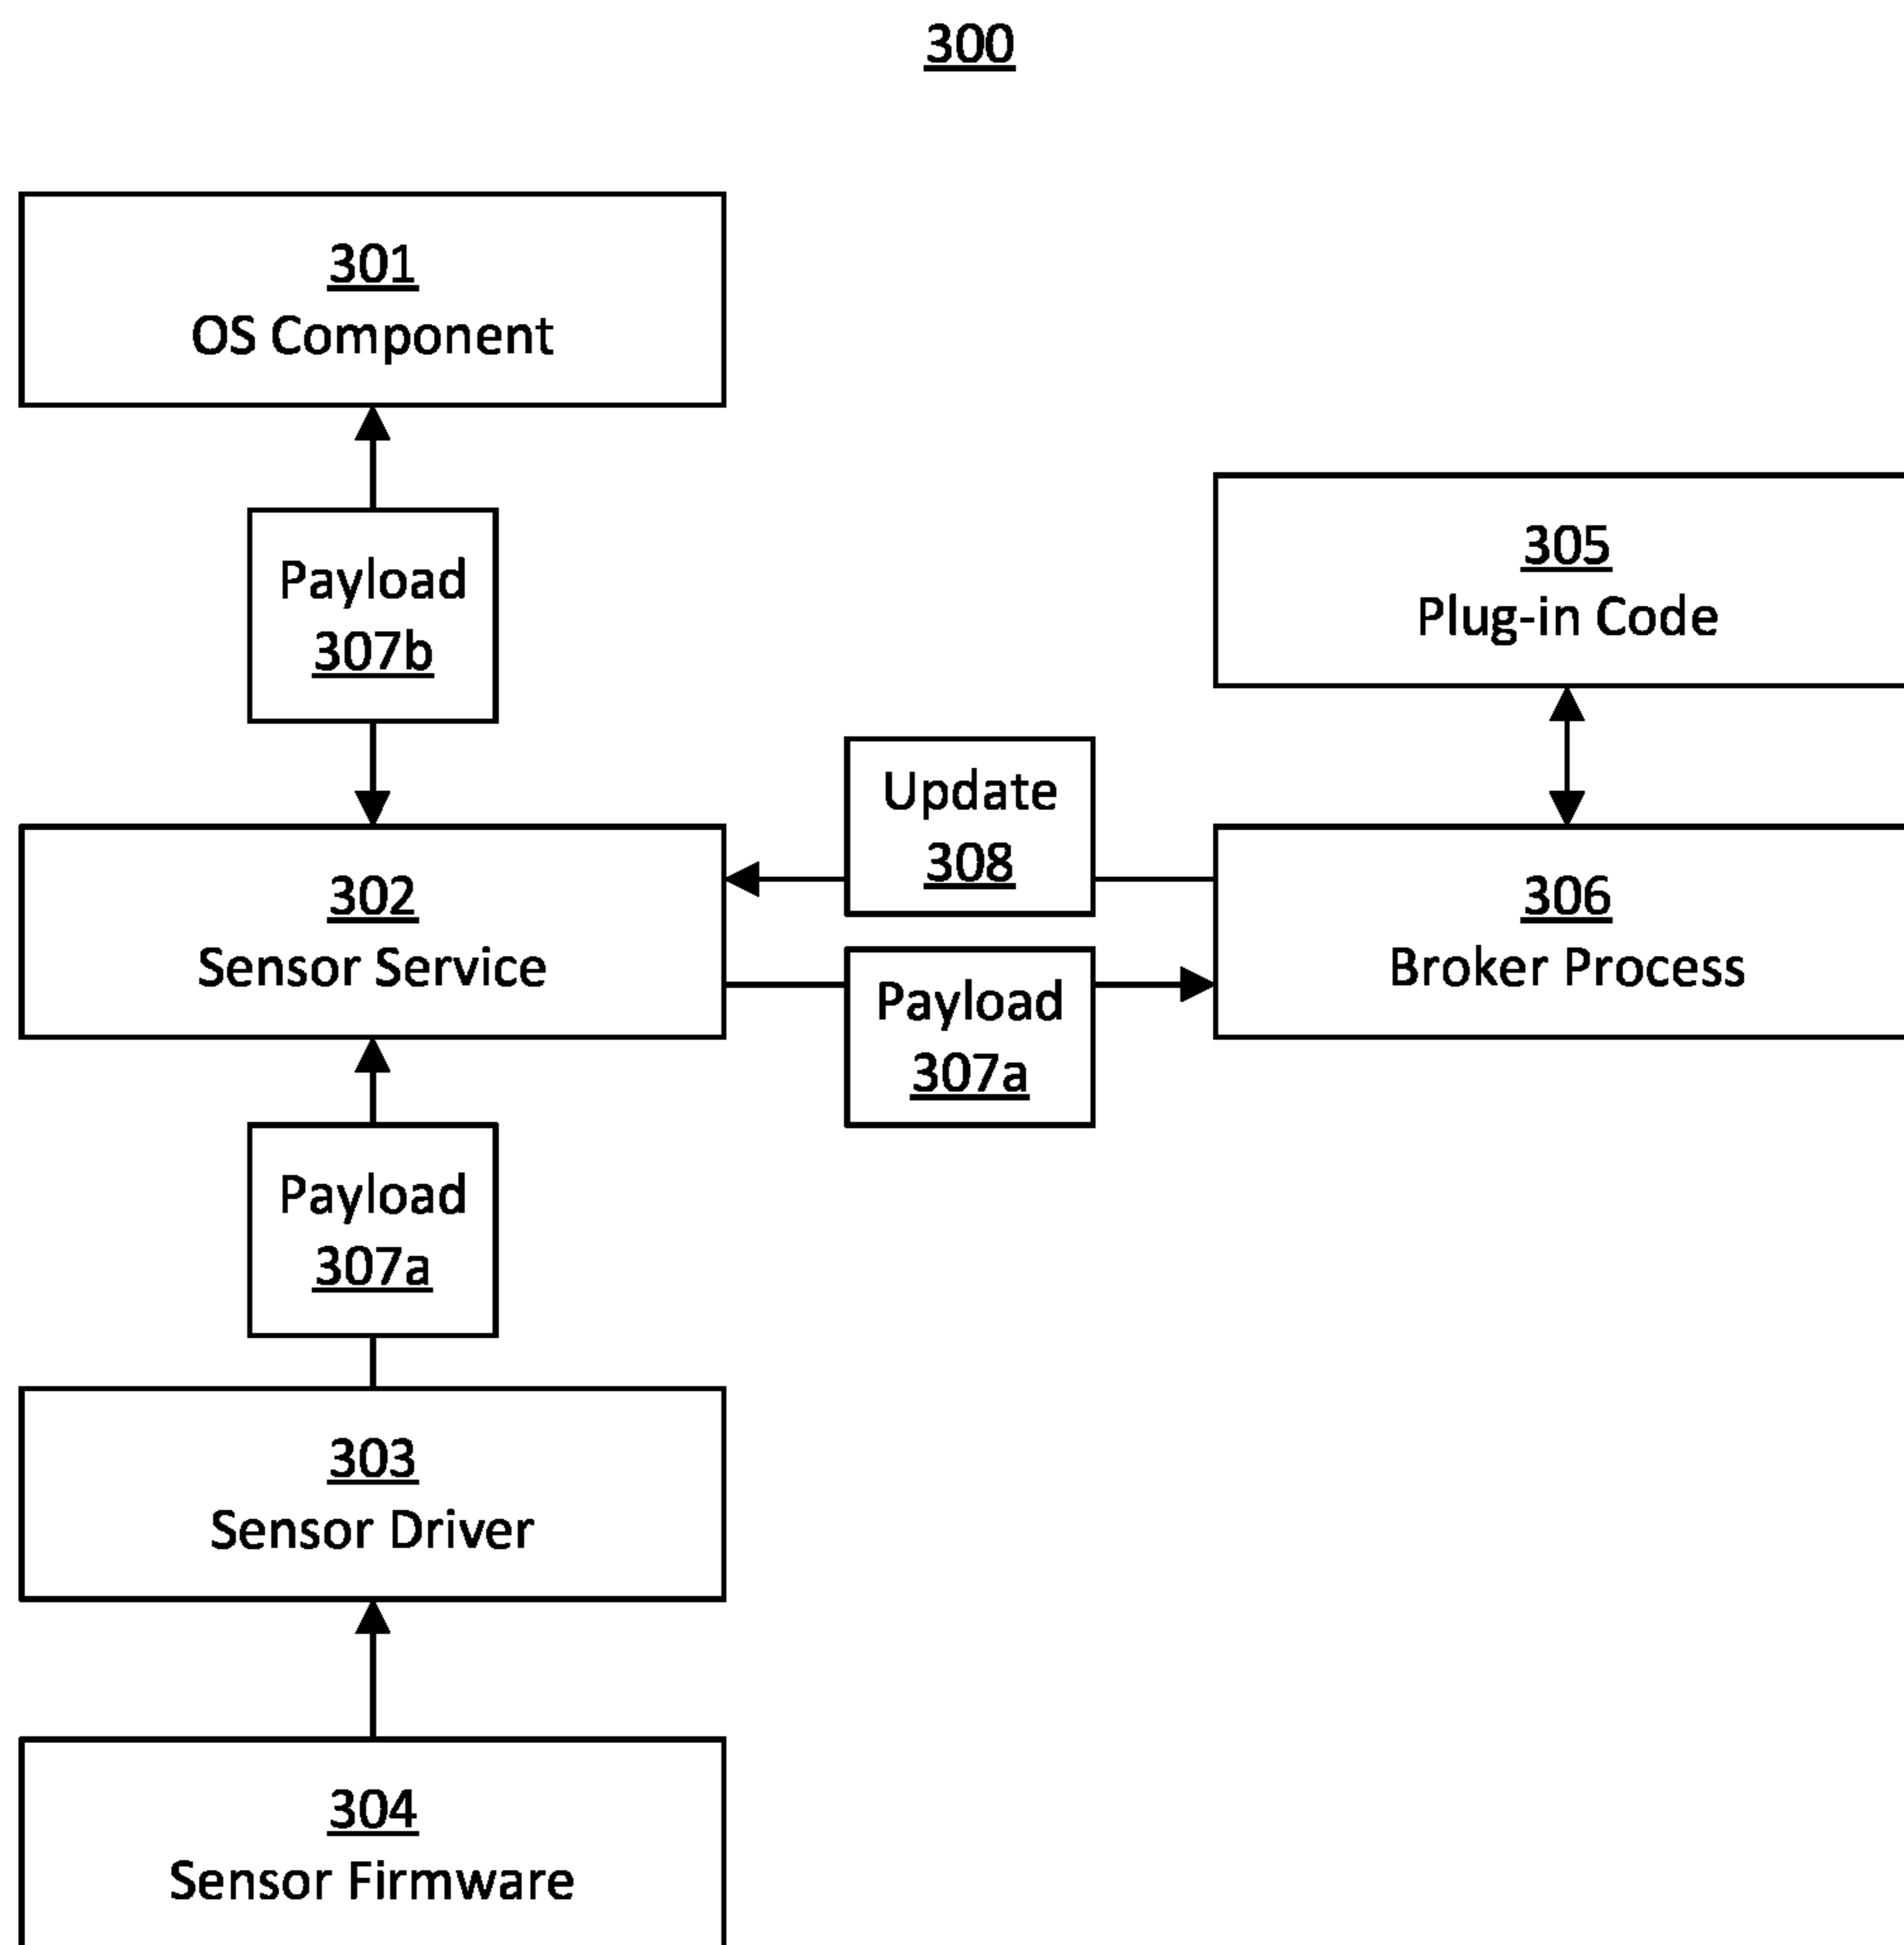 300
301
OS Component
Payload
307b
305
Plug-in Code
Update
308
302
Sensor Service
306
Broker Process
Payload
307a
Payload
307a
303
Sensor Driver
304
Sensor Firmware